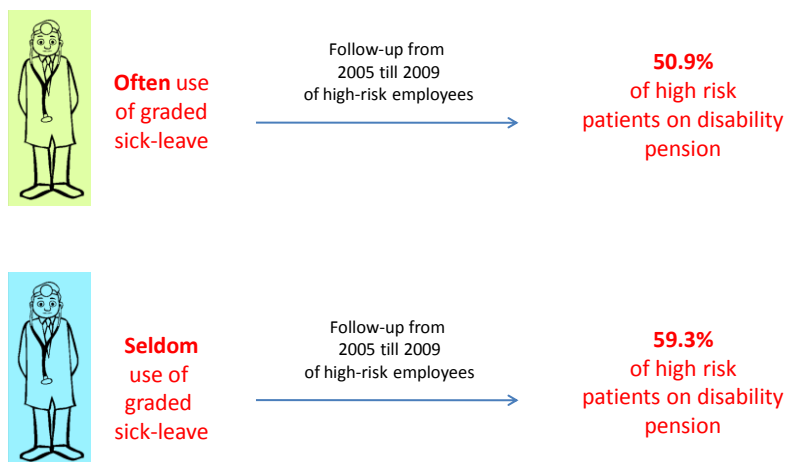 Often use
of graded
sick-leave
Follow-up from
2005 till 2009
of high-risk employees
50.9%
of high risk
patients on disability
pension
Seldom
use of
graded
sick-leave
Follow-up from
2005 till 2009
of high-risk employees
59.3%
of high risk
patients on disability
pension